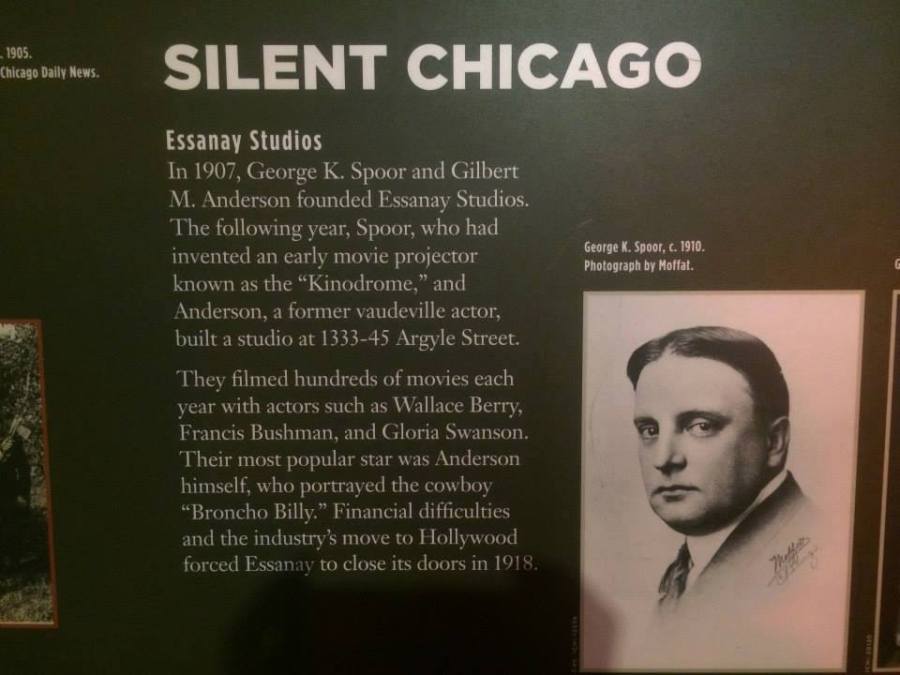 . 1905.
Chicago Daily News.
SILENT CHICAGO
Essanay Studios
In 1907, George K. Spoor and Gilbert
M. Anderson founded Essanay Studios.
The following year, Spoor, who had
invented an early movie projector
known as the “Kinodrome,” and
Anderson, a former vaudeville actor,
built a studio at 1333-45 Argyle Street.
They filmed hundreds of movies each
year with actors such as Wallace Berry,
Francis Bushman, and Gloria Swanson.
Their most popular star was Anderson
himself, who portrayed the cowboy
“Broncho Billy.” Financial difficulties
and the industry’s move to Hollywood
forced Essanay to close its doors in 1918.
George K. Spoor, c. 1910.
Photograph by Moffat.
G
Moffett